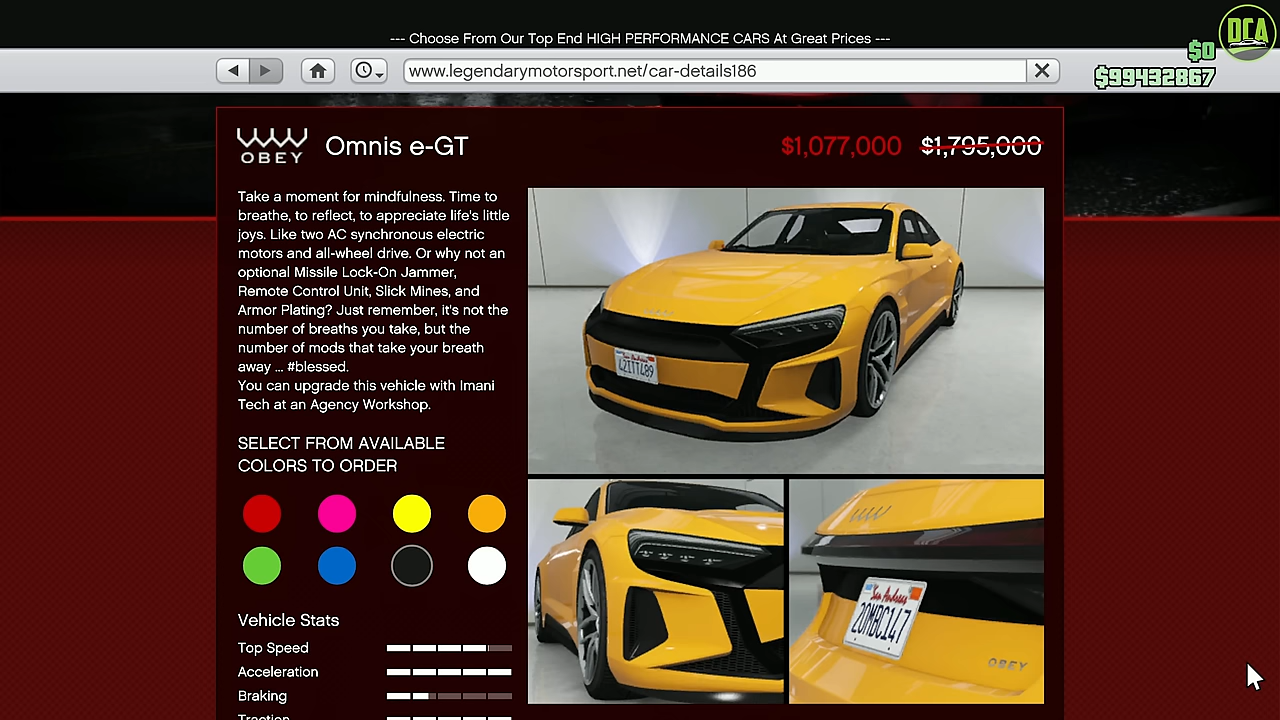 --- Choose From Our Top End HIGH PERFORMANCE CARS At Great Prices ---
DCA
$0
www.legendarymotorsport.net/car-details186
$99432867
OBEY
Omnis e-GT
$1,077,000 $1,795,000
Take a moment for mindfulness. Time to
breathe, to reflect, to appreciate life's little
joys. Like two AC synchronous electric
motors and all-wheel drive. Or why not an
optional Missile Lock-On Jammer,
Remote Control Unit, Slick Mines, and
Armor Plating? Just remember, it's not the
number of breaths you take, but the
number of mods that take your breath
away ... #blessed.
You can upgrade this vehicle with Imani
Tech at an Agency Workshop.
San Andreas
42ITT489
SELECT FROM AVAILABLE
COLORS TO ORDER
San Andreas
20MBC147
OBEY
Vehicle Stats
Top Speed
Acceleration
Braking
Traction